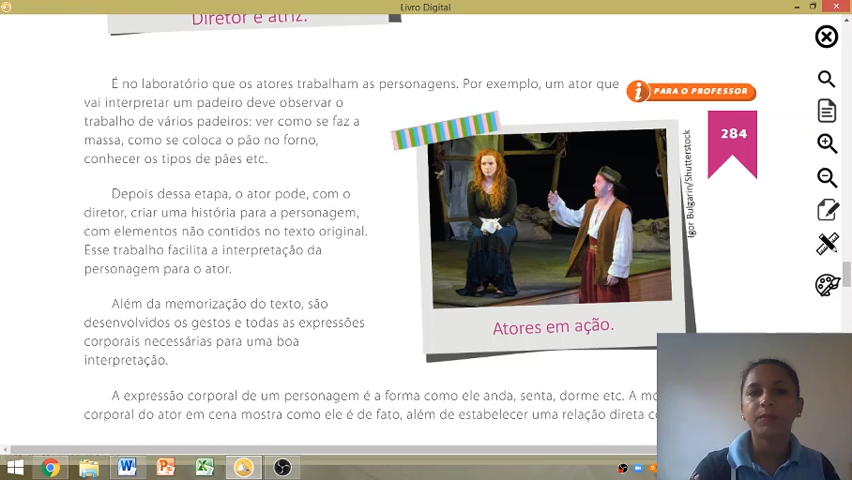 Livro Digital
Diretor e atriz.
É no laboratório que os atores trabalham as personagens. Por exemplo, um ator que
vai interpretar um padeiro deve observar o
trabalho de vários padeiros: ver como se faz a
massa, como se coloca o pão no forno,
conhecer os tipos de pães etc.
PARA O PROFESSOR
284
Igor Bulgarin/Shutterstock
Depois dessa etapa, o ator pode, com o
diretor, criar uma história para a personagem,
com elementos não contidos no texto original.
Esse trabalho facilita a interpretação da
personagem para o ator.
Além da memorização do texto, são
desenvolvidos os gestos e todas as expressões
corporais necessárias para uma boa
interpretação.
Atores em ação.
A expressão corporal de um personagem é a forma como ele anda, senta, dorme etc. A
corporal do ator em cena mostra como ele é de fato, além de estabelecer uma relação direta